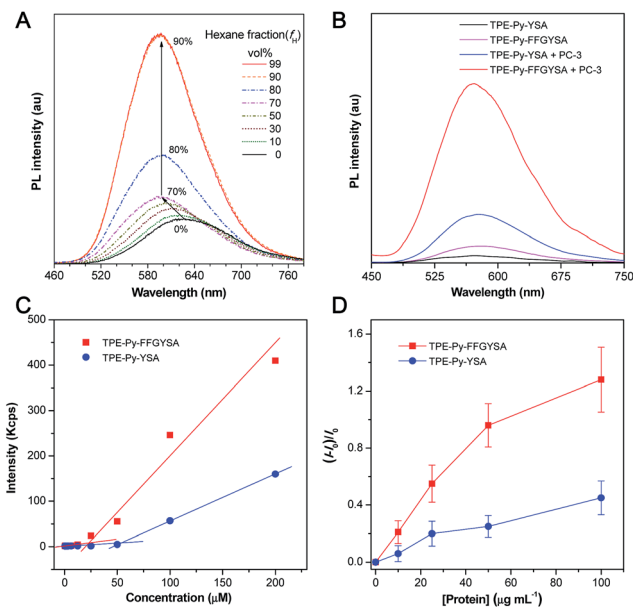 A
Hexane fraction(fH)
vol%
99
90
80
70
50
30
10
0
90%
80%
70%
0%
PL intensity (au)
460 520 580 640 700 760
Wavelength (nm)
B
TPE-Py-YSA
TPE-Py-FFGYSA
TPE-Py-YSA + PC-3
TPE-Py-FFGYSA + PC-3
PL intensity (au)
450 525 600 675 750
Wavelength (nm)
C
TPE-Py-FFGYSA
TPE-Py-YSA
Intensity (Kcps)
500
400
300
200
100
0
0 50 100 150 200
Concentration (μM)
D
TPE-Py-FFGYSA
TPE-Py-YSA
(I-I0)/I0
1.6
1.2
0.8
0.4
0.0
0 20 40 60 80 100
[Protein] (μg mL-1)